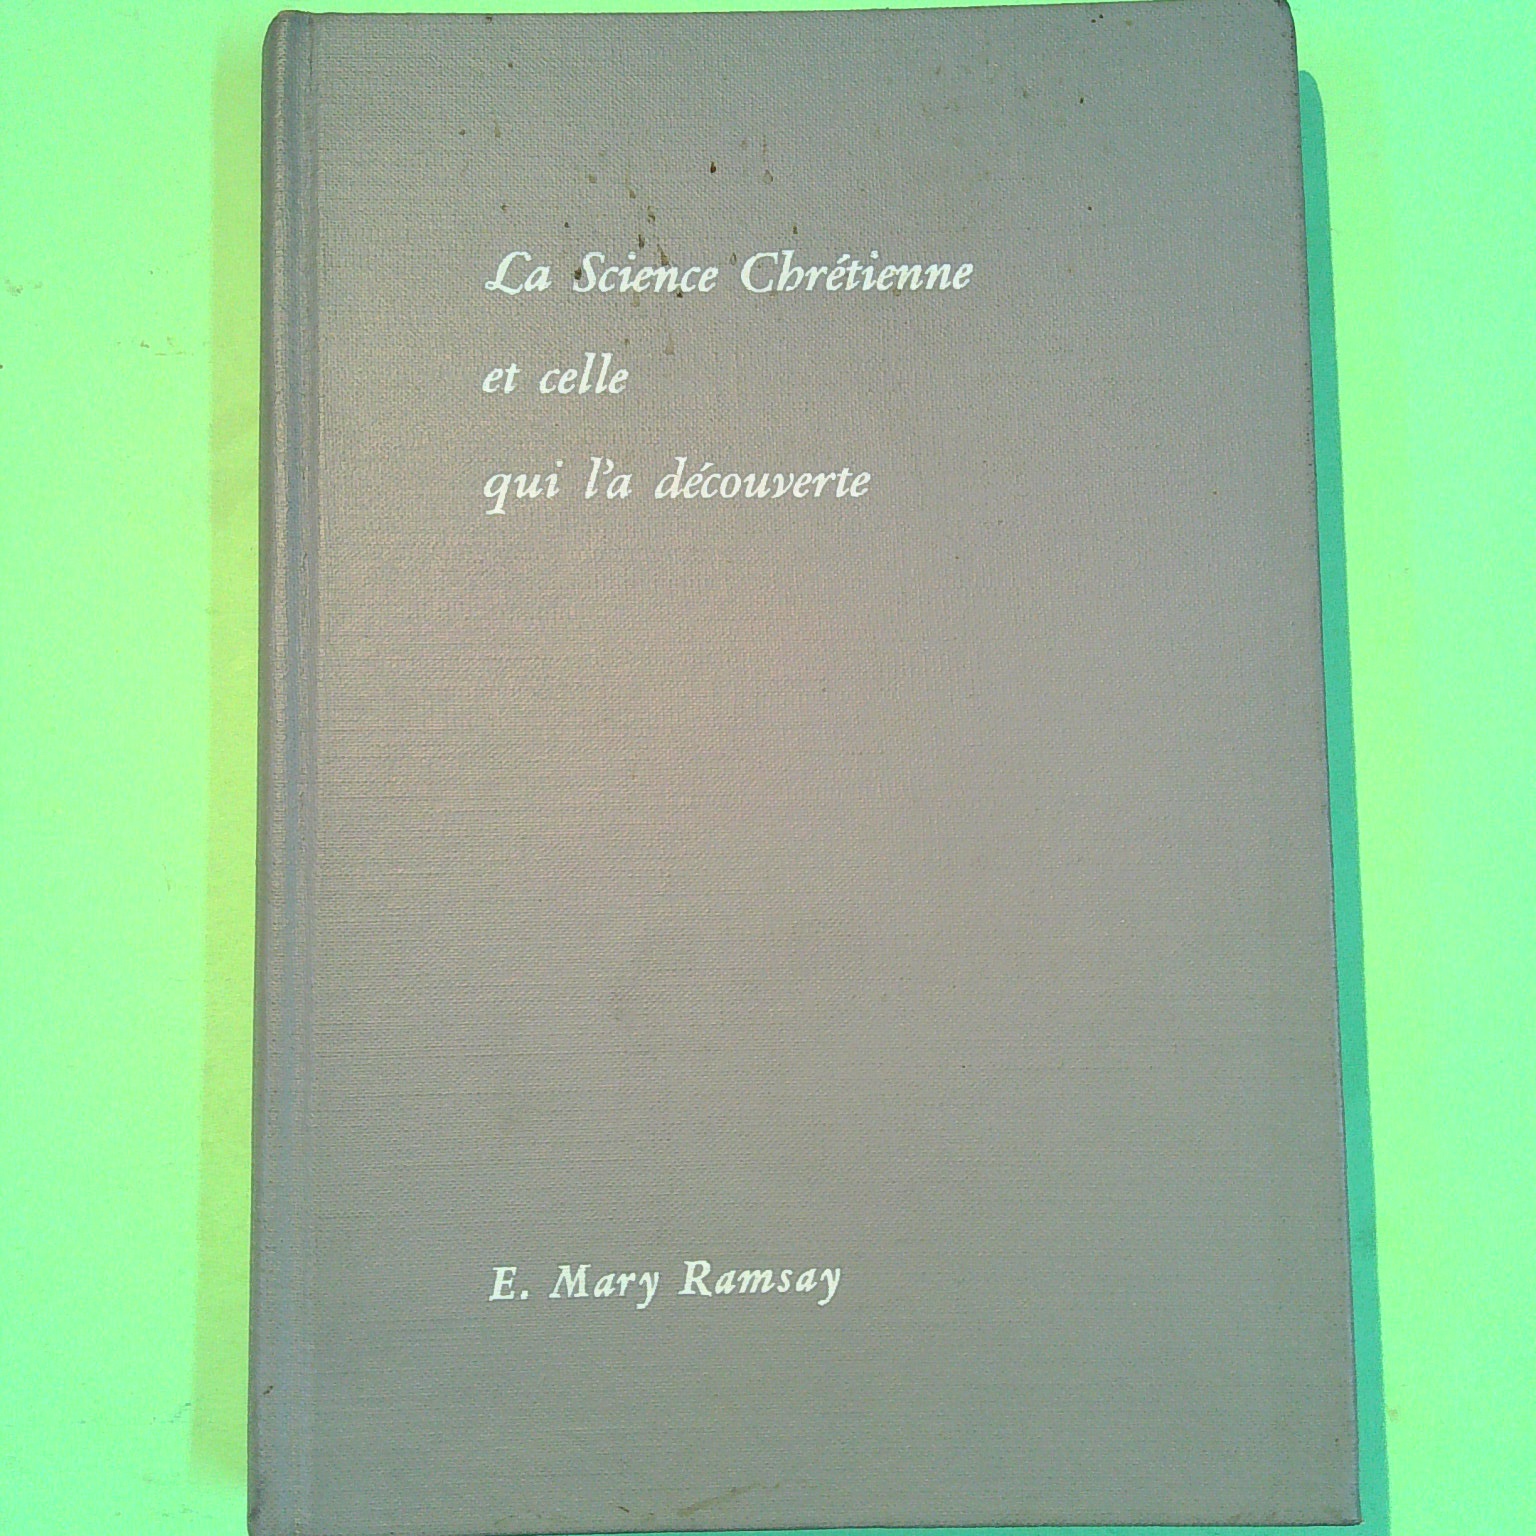 La Science Chrétienne
et celle
qui l'a découverte
E. Mary Ramsay